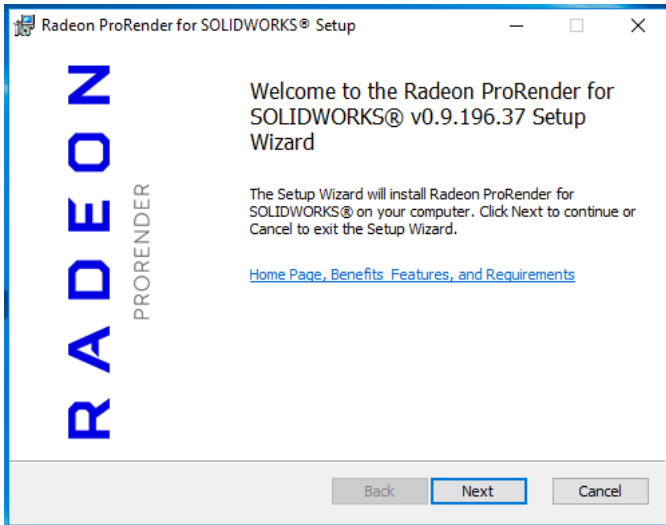 Radeon ProRender for SOLIDWORKS® Setup
RADEON
PRORENDER
Welcome to the Radeon ProRender for
SOLIDWORKS® v0.9.196.37 Setup
Wizard
The Setup Wizard will install Radeon ProRender for
SOLIDWORKS® on your computer. Click Next to continue or
Cancel to exit the Setup Wizard.
Home Page, Benefits  Features, and Requirements
Back
Next
Cancel